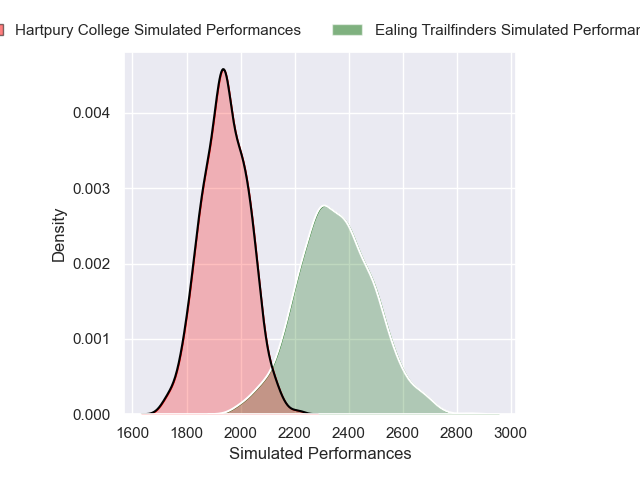 Hartpury College Simulated Performances
Ealing Trailfinders Simulated
0.004
0.003
0.002
0.001
0.000
Density
1600 1800 2000 2200 2400 2600 2800 3000
Simulated Performances